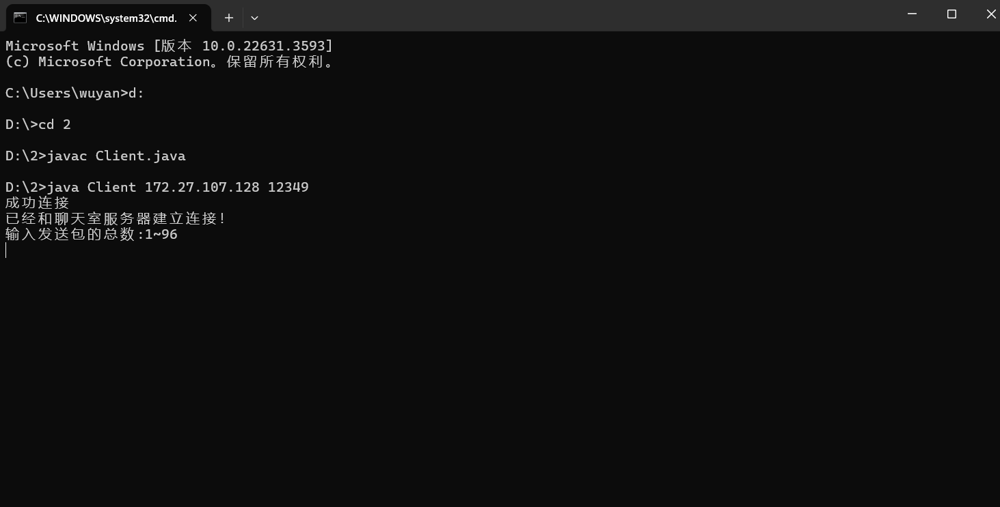 C:\WINDOWS\system32\cmd.
Microsoft Windows [版本 10.0.22631.3593]
(c) Microsoft Corporation。保留所有权利。
C:\Users\wuyan>d:
D:\>cd 2
D:\2>javac Client.java
D:\2>java Client 172.27.107.128 12349
成功连接
已经和聊天室服务器建立连接！
输入发送包的总数:1~96